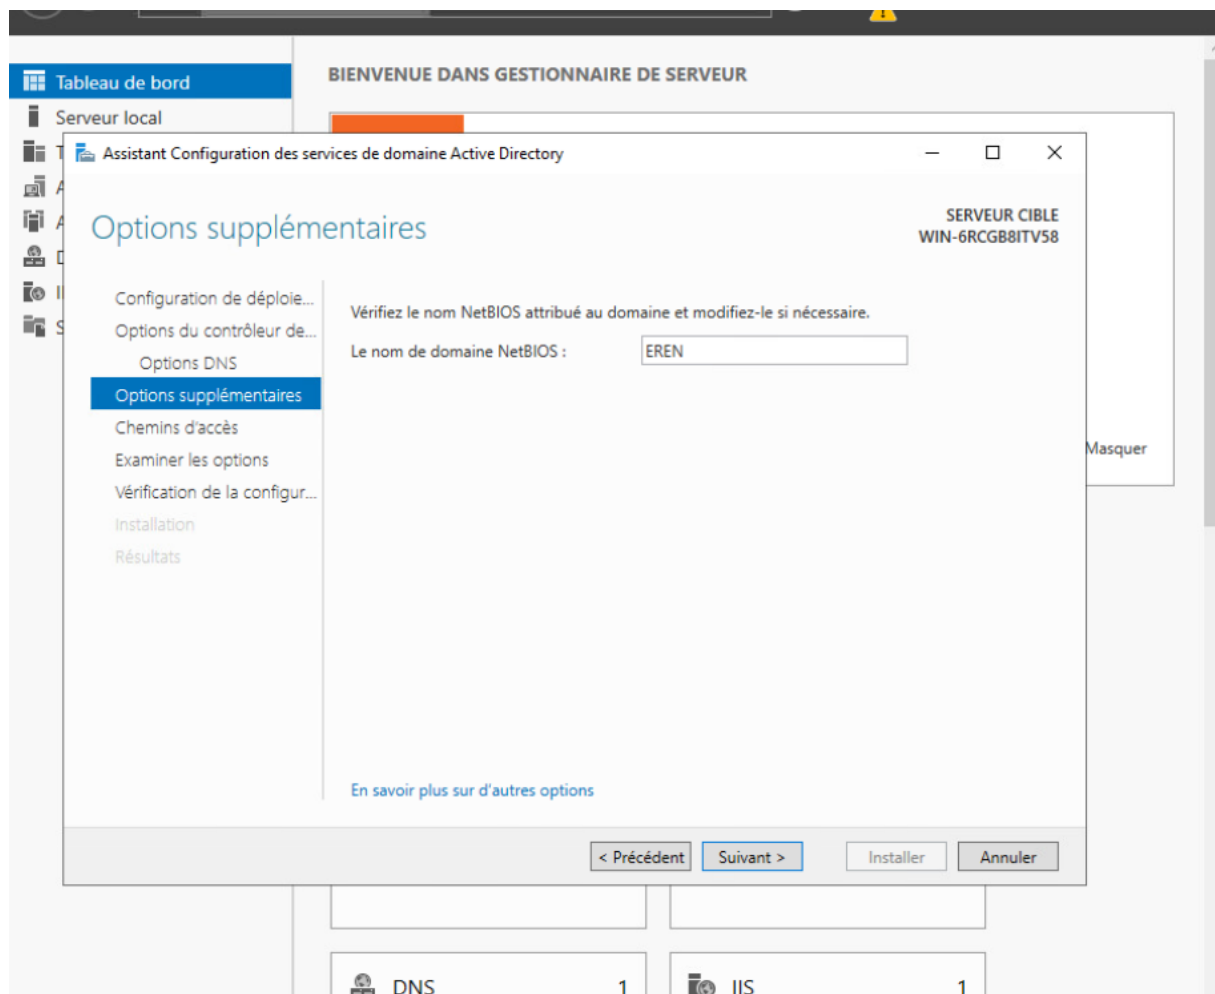 BIENVENUE DANS GESTIONNAIRE DE SERVEUR
Tableau de bord
Serveur local
Assistant Configuration des services de domaine Active Directory
Options supplémentaires
SERVEUR CIBLE
WIN-6RCGB8ITV58
Configuration de déploie...
Options du contrôleur de...
Options DNS
Options supplémentaires
Chemins d'accès
Examiner les options
Vérification de la configur...
Installation
Résultats
Vérifiez le nom NetBIOS attribué au domaine et modifiez-le si nécessaire.
Le nom de domaine NetBIOS : EREN
En savoir plus sur d'autres options
Masquer
< Précédent Suivant > Installer Annuler
DNS 1
IIS 1